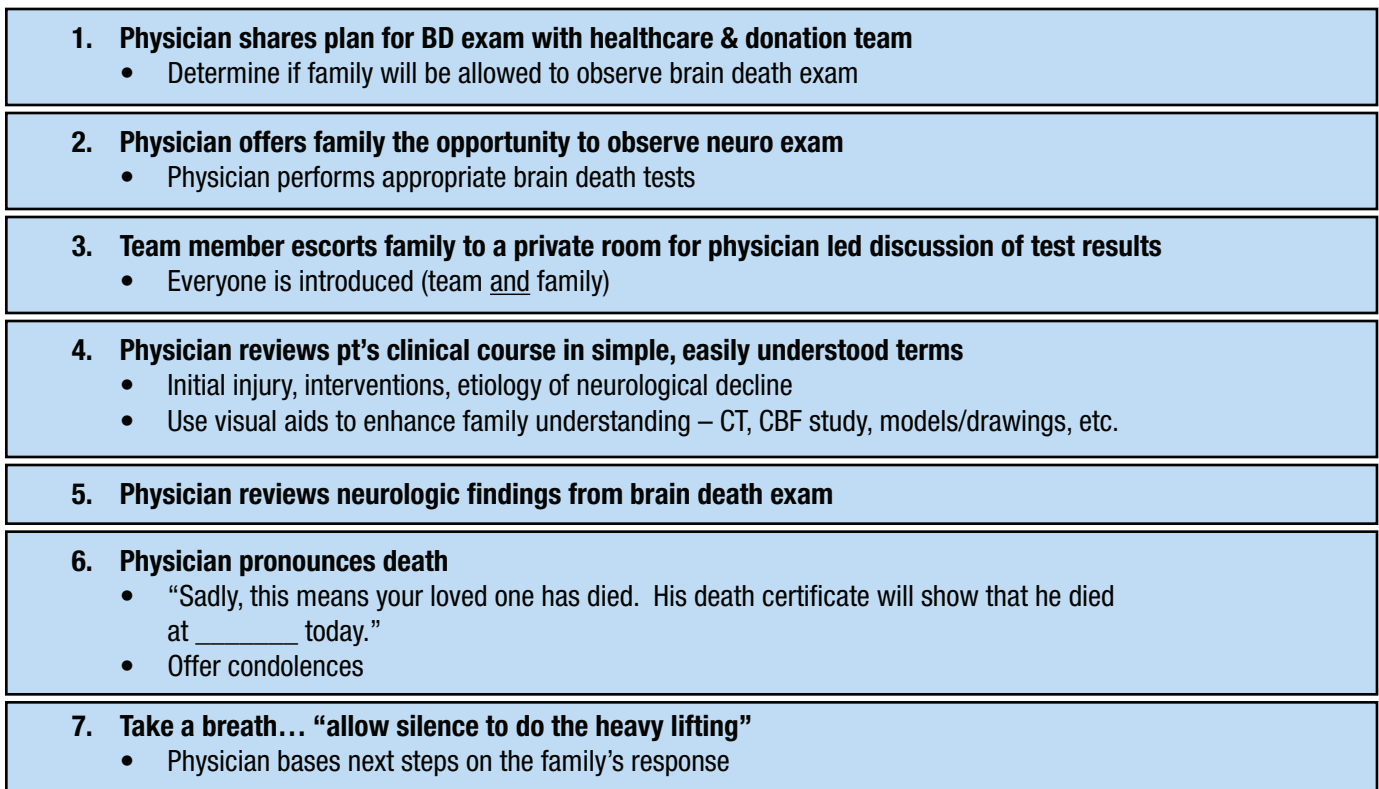 1. Physician shares plan for BD exam with healthcare & donation team
• Determine if family will be allowed to observe brain death exam
2. Physician offers family the opportunity to observe neuro exam
• Physician performs appropriate brain death tests
3. Team member escorts family to a private room for physician led discussion of test results
• Everyone is introduced (team and family)
4. Physician reviews pt’s clinical course in simple, easily understood terms
• Initial injury, interventions, etiology of neurological decline
• Use visual aids to enhance family understanding – CT, CBF study, models/drawings, etc.
5. Physician reviews neurologic findings from brain death exam
6. Physician pronounces death
• “Sadly, this means your loved one has died. His death certificate will show that he died
at _______ today.”
• Offer condolences
7. Take a breath… “allow silence to do the heavy lifting”
• Physician bases next steps on the family’s response